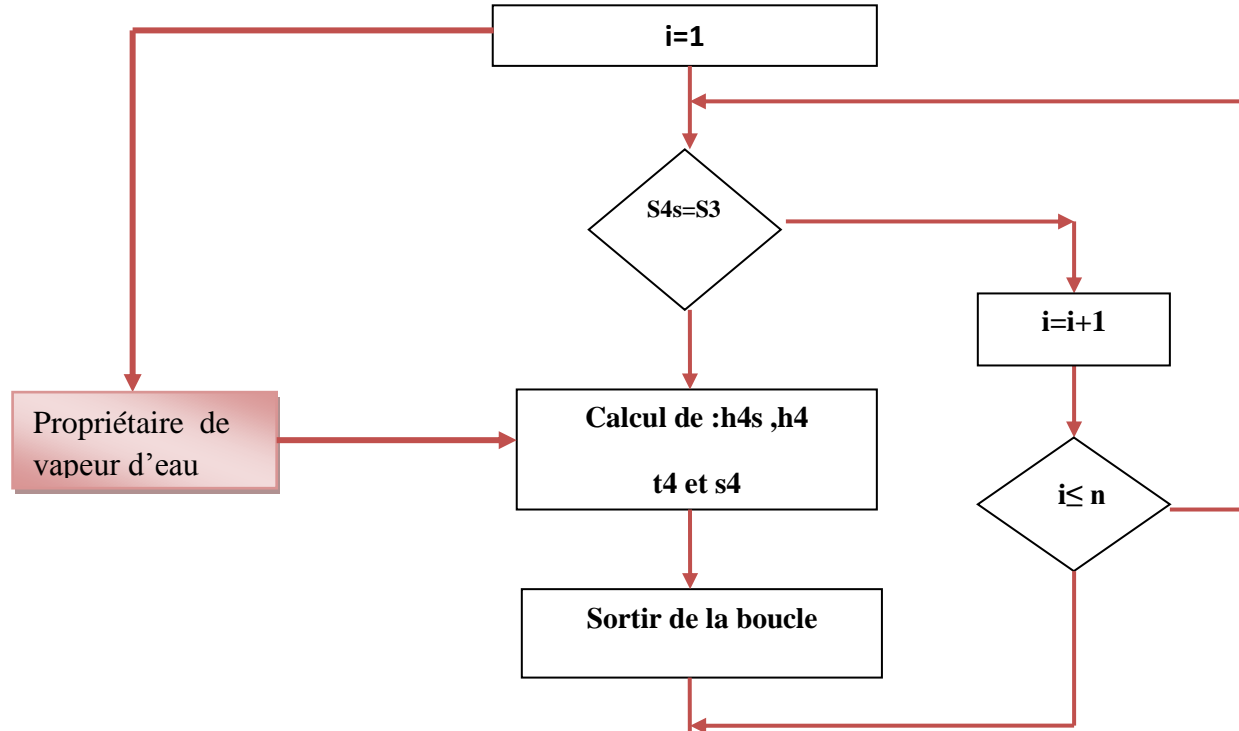 i=1
S4s=S3
i=i+1
Propriétaire de
vapeur d’eau
Calcul de :h4s ,h4
t4 et s4
i≤ n
Sortir de la boucle